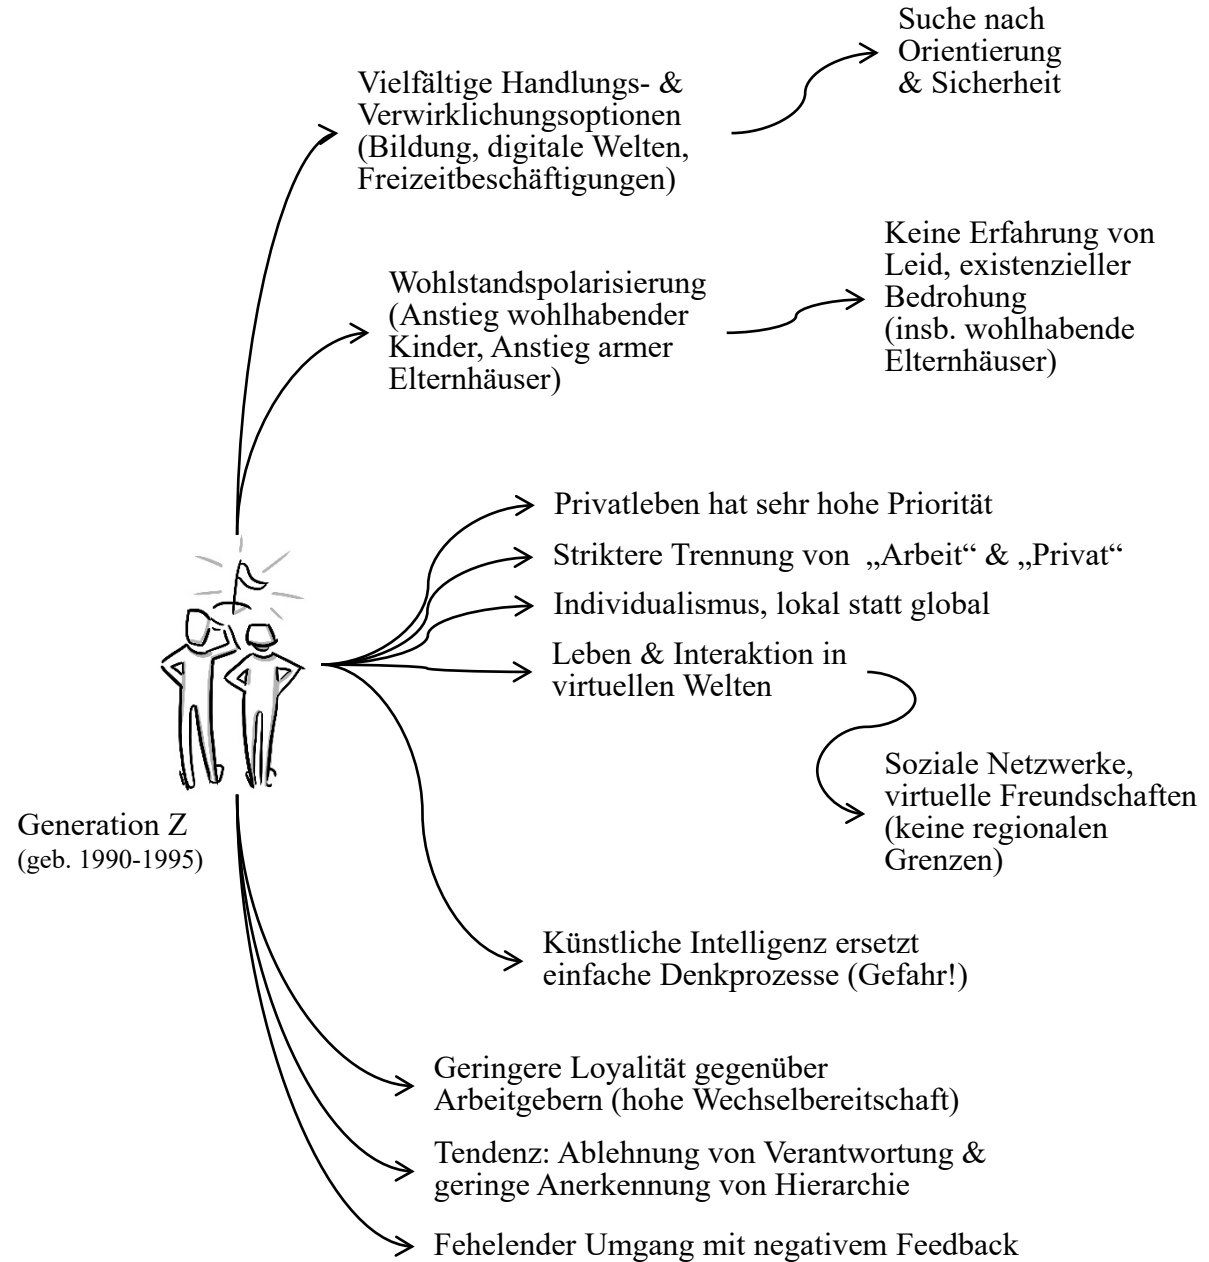 Suche nach
Orientierung
& Sicherheit
Vielfältige Handlungs- &
Verwirklichungsoptionen
(Bildung, digitale Welten,
Freizeitbeschäftigungen)
Keine Erfahrung von
Leid, existenzieller
Bedrohung
(insb. wohlhabende
Elternhäuser)
Wohlstandspolarisierung
(Anstieg wohlhabender
Kinder, Anstieg armer
Elternhäuser)
Privatleben hat sehr hohe Priorität
Striktere Trennung von „Arbeit“ & „Privat“
Individualismus, lokal statt global
Leben & Interaktion in
virtuellen Welten
Soziale Netzwerke,
virtuelle Freundschaften
(keine regionalen
Grenzen)
Generation Z
(geb. 1990-1995)
Künstliche Intelligenz ersetzt
einfache Denkprozesse (Gefahr!)
Geringere Loyalität gegenüber
Arbeitgebern (hohe Wechselbereitschaft)
Tendenz: Ablehnung von Verantwortung &
geringe Anerkennung von Hierarchie
Fehelender Umgang mit negativem Feedback